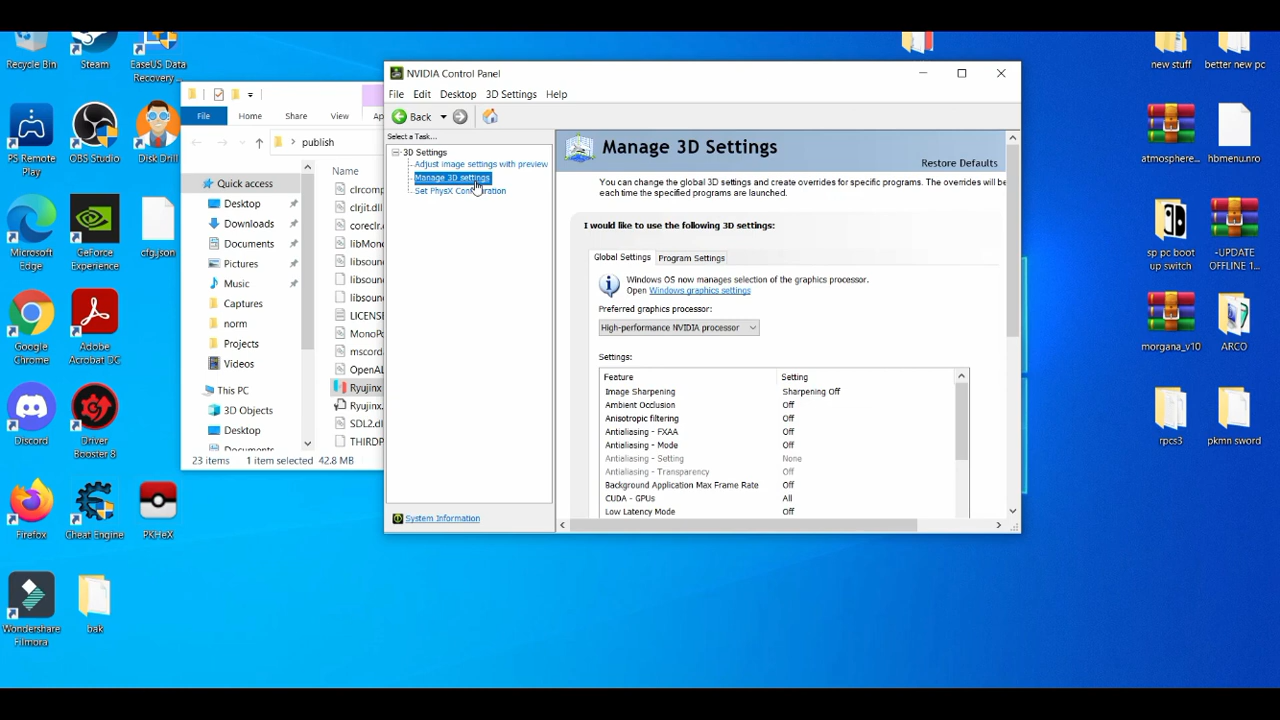 Recycle Bin
Steam
EaseUS Data
Recovery...
new stuff
better new pc
PS Remote
Play
OBS Studio
Disk Drill
atmosphere...
hbmenu.nro
Microsoft
Edge
GeForce
Experience
cfg.json
sp pc boot
up switch
-UPDATE
OFFLINE 1...
Google
Chrome
Adobe
Acrobat DC
morgana_v10
ARCO
Discord
Driver
Booster 8
rpcs3
pkmn sword
Firefox
Cheat Engine
PKHeX
Wondershare
Filmora
bak
File
Home
Share
View
publish
Name
Quick access
Desktop
Downloads
Documents
Pictures
Music
Captures
norm
Projects
Videos
This PC
3D Objects
Desktop
Documents
clrcomp
clrjit.dll
coreclr.
libMono
libsoun
libsoun
libsoun
LICENSE
MonoPo
mscord
OpenAL
Ryujinx
Ryujinx.
SDL2.dl
THIRDP
23 items 1 item selected 42.8 MB
NVIDIA Control Panel
File Edit Desktop 3D Settings Help
Back
Select a Task...
3D Settings
Adjust image settings with preview
Manage 3D settings
Set PhysX Configuration
System Information
Manage 3D Settings
Restore Defaults
You can change the global 3D settings and create overrides for specific programs. The overrides will be
each time the specified programs are launched.
I would like to use the following 3D settings:
Global Settings Program Settings
Windows OS now manages selection of the graphics processor.
Open Windows graphics settings
Preferred graphics processor:
High-performance NVIDIA processor
Settings:
Feature Setting
Image Sharpening Sharpening Off
Ambient Occlusion Off
Anisotropic filtering Off
Antialiasing - FXAA Off
Antialiasing - Mode Off
Antialiasing - Setting None
Antialiasing - Transparency Off
Background Application Max Frame Rate Off
CUDA - GPUs All
Low Latency Mode Off